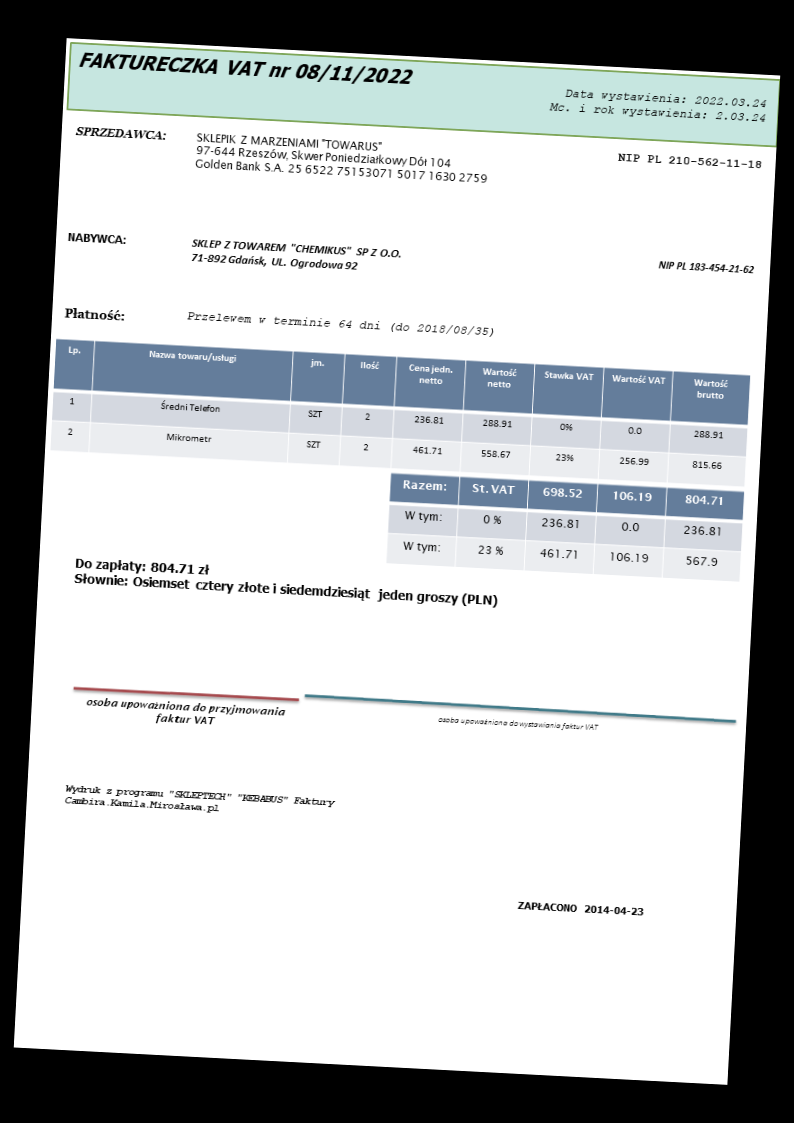 FAKTURECZKA VAT nr 08/11/2022
Data wystawienia: 2022.03.24
Mc. i rok wystawienia: 2.03.24
SPRZEDAWCA:
SKLEPIK Z MARZENIAMI "TOWARUS"
97-644 Rzeszów, Skwer Poniedziałkowy Dół 104
Golden Bank S.A. 25 6522 75153071 5017 1630 2759
NIP PL 210-562-11-18
NABYWCA:
SKLEP Z TOWAREM "CHEMIKUS" SP Z O.O.
71-892 Gdańsk, UL. Ogrodowa 92
NIP PL 183-454-21-62
Płatność: Przelewem w terminie 64 dni (do 2018/08/35)
Lp. Nazwa towaru/usługi jm. Ilość Cena jedn. netto Wartość netto Stawka VAT Wartość VAT Wartość brutto
1 Średni Telefon SZT 2 236.81 288.91 0% 0.0 288.91
2 Mikrometr SZT 2 461.71 558.67 23% 256.99 815.66
Razem: St.VAT 698.52 106.19 804.71
W tym: 0 % 236.81 0.0 236.81
W tym: 23 % 461.71 106.19 567.9
Do zapłaty: 804.71 zł
Słownie: Osiemset cztery złote i siedemdziesiąt jeden groszy (PLN)
osoba upoważniona do przyjmowania
faktur VAT
osoba upoważniona do wystawiania faktur VAT
Wydruk z programu "SKLEPTECH" "KEBABUS" Faktury
Cambira.Kamila.Mirosława.pl
ZAPŁACONO 2014-04-23